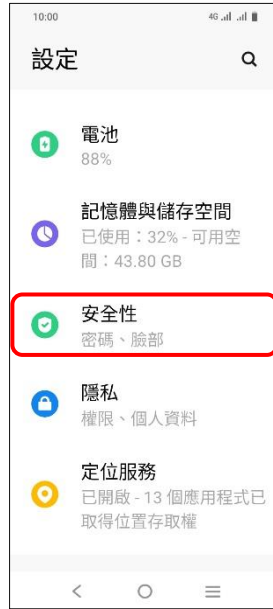 10:00 4G
設定
電池
88%
記憶體與儲存空間
已使用：32% - 可用空
間：43.80 GB
安全性
密碼、臉部
隱私
權限、個人資料
定位服務
已開啟 - 13 個應用程式已
取得位置存取權